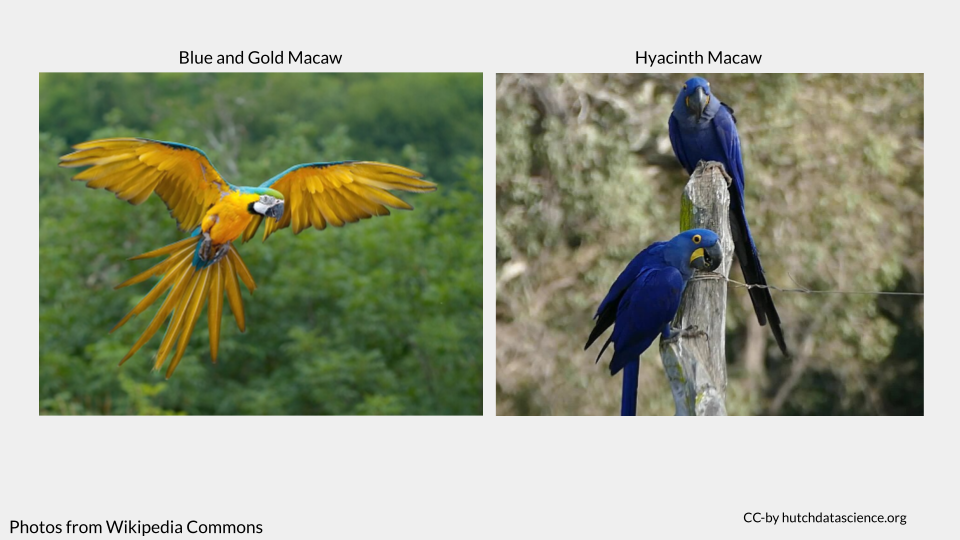 Blue and Gold Macaw
Hyacinth Macaw
Photos from Wikipedia Commons
CC-by hutchdatascience.org